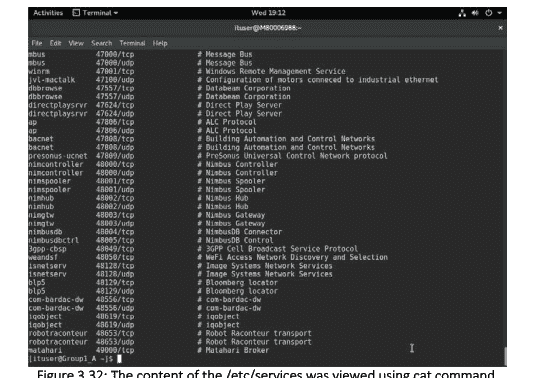 Activities Terminal Wed 19:12
ituser@M80006988:~
File Edit View Search Terminal Help
mbus 47000/tcp # Message Bus
mbus 47000/udp # Message Bus
winrm 47001/tcp # Windows Remote Management Service
jvl-mactalk 47100/udp # Configuration of motors conneced to industrial ethernet
dbbrowse 47557/tcp # Databeam Corporation
dbbrowse 47557/udp # Databeam Corporation
directplaysrvr 47624/tcp # Direct Play Server
directplaysrvr 47624/udp # Direct Play Server
ap 47806/tcp # ALC Protocol
ap 47806/udp # ALC Protocol
bacnet 47808/tcp # Building Automation and Control Networks
bacnet 47808/udp # Building Automation and Control Networks
presonus-ucnet 47809/udp # PreSonus Universal Control Network protocol
nimcontroller 48000/tcp # Nimbus Controller
nimcontroller 48000/udp # Nimbus Controller
nimspooler 48001/tcp # Nimbus Spooler
nimspooler 48001/udp # Nimbus Spooler
nimhub 48002/tcp # Nimbus Hub
nimhub 48002/udp # Nimbus Hub
nimgtw 48003/tcp # Nimbus Gateway
nimgtw 48003/udp # Nimbus Gateway
nimbusdb 48004/tcp # NimbusDB Connector
nimbusdbctrl 48005/tcp # NimbusDB Control
3gpp-cbsp 48049/tcp # 3GPP Cell Broadcast Service Protocol
weandsf 48050/tcp # WeFi Access Network Discovery and Selection
isnetserv 48128/tcp # Image Systems Network Services
isnetserv 48128/udp # Image Systems Network Services
blp5 48129/tcp # Bloomberg locator
blp5 48129/udp # Bloomberg locator
com-bardac-dw 48556/tcp # com-bardac-dw
com-bardac-dw 48556/udp # com-bardac-dw
iqobject 48619/tcp # iqobject
iqobject 48619/udp # iqobject
robotraconteur 48653/tcp # Robot Raconteur transport
robotraconteur 48653/udp # Robot Raconteur transport
matahari 49000/tcp # Matahari Broker
[ituser@Group1_A ~]$
Figure 3.32: The content of the /etc/services was viewed using cat command